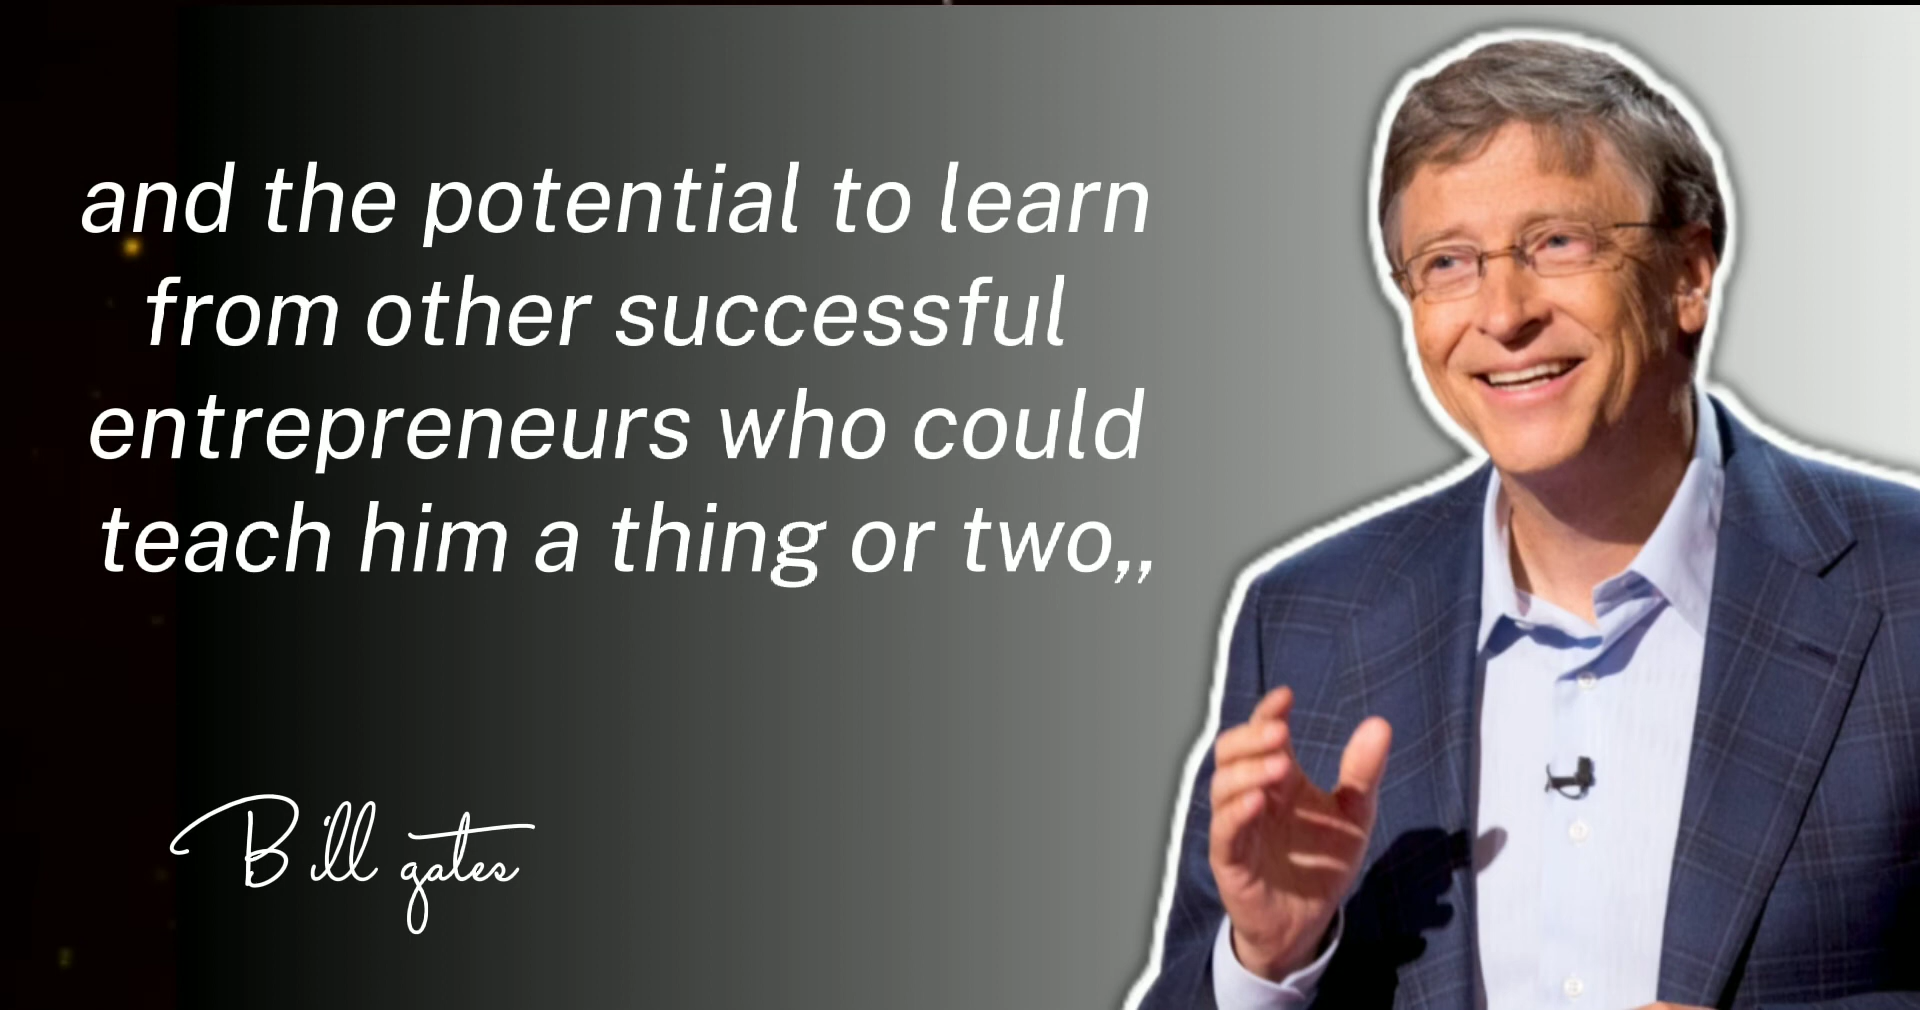 and the potential to learn
from other successful
entrepreneurs who could
teach him a thing or two,,
Bill gates